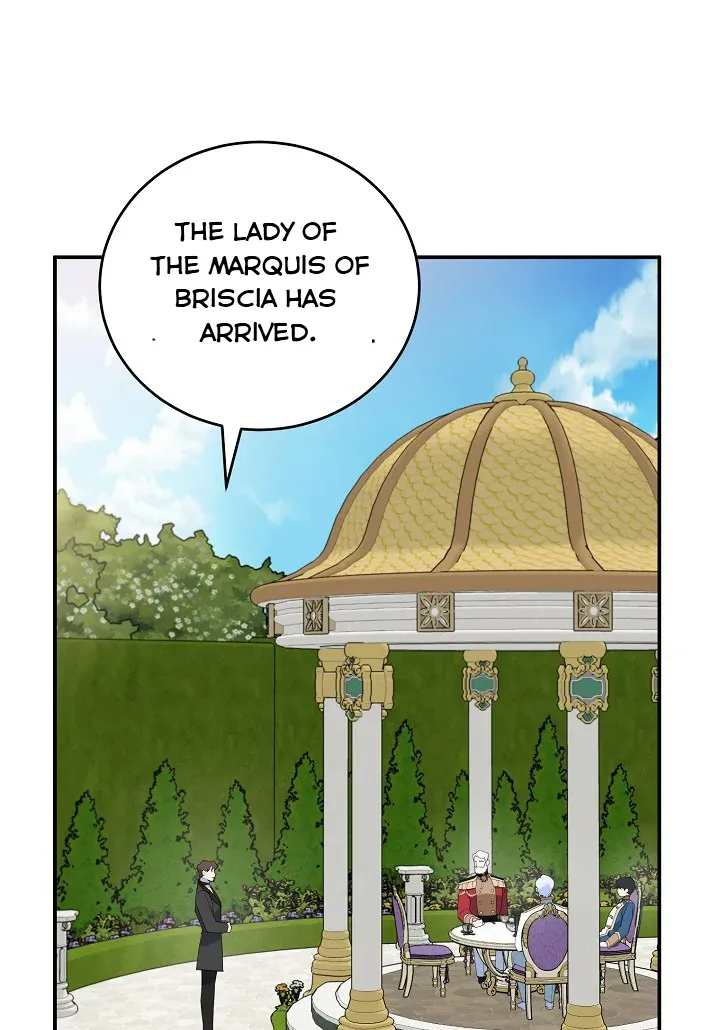 THE LADY OF
THE MARQUIS OF
BRISCIA HAS
ARRIVED.